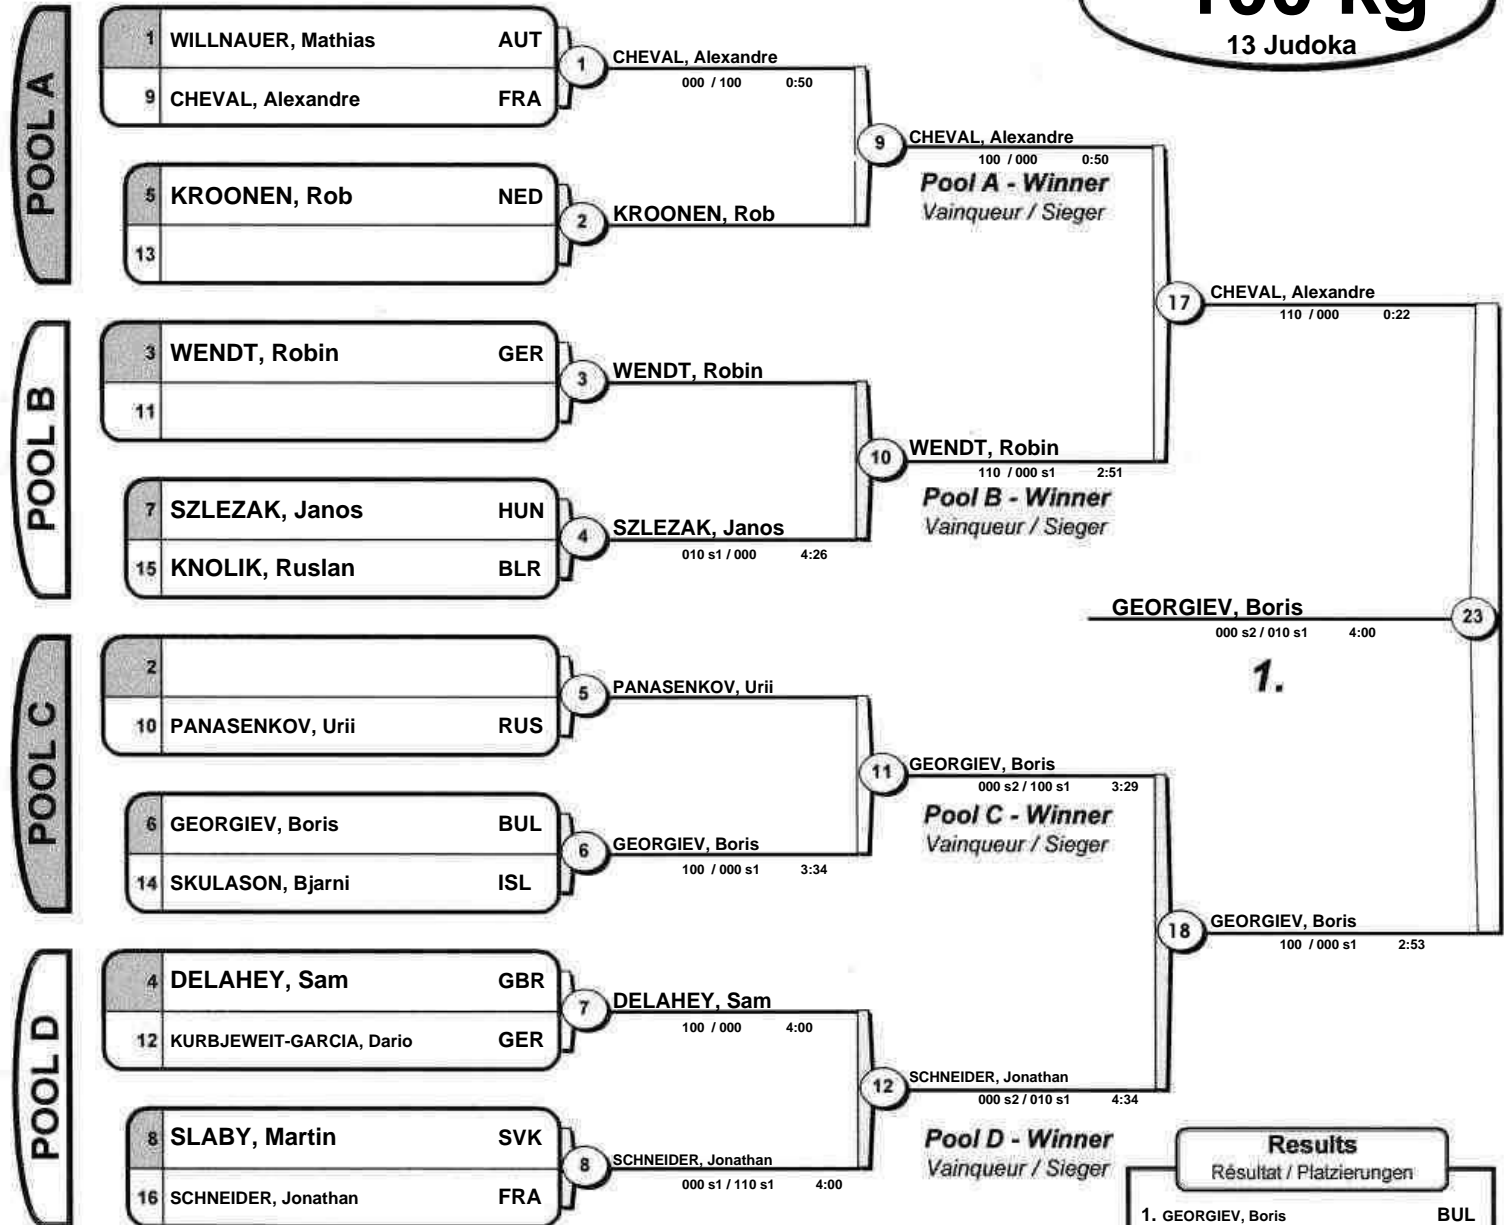 100 kg
13 Judoka
POOL A
1 WILLNAUER, Mathias AUT
9 CHEVAL, Alexandre FRA
1
CHEVAL, Alexandre
000 / 100 0:50
5 KROONEN, Rob NED
13
2
KROONEN, Rob
9
CHEVAL, Alexandre
100 / 000 0:50
Pool A - Winner
Vainqueur / Sieger
POOL B
3 WENDT, Robin GER
11
3
WENDT, Robin
7 SZLEZAK, Janos HUN
15 KNOLIK, Ruslan BLR
4
SZLEZAK, Janos
010 s1 / 000 4:26
10
WENDT, Robin
110 / 000 s1 2:51
Pool B - Winner
Vainqueur / Sieger
17
CHEVAL, Alexandre
110 / 000 0:22
POOL C
2
10 PANASENKOV, Urii RUS
5
PANASENKOV, Urii
6 GEORGIEV, Boris BUL
14 SKULASON, Bjarni ISL
6
GEORGIEV, Boris
100 / 000 s1 3:34
11
GEORGIEV, Boris
000 s2 / 100 s1 3:29
Pool C - Winner
Vainqueur / Sieger
POOL D
4 DELAHEY, Sam GBR
12 KURBJEWEIT-GARCIA, Dario GER
7
DELAHEY, Sam
100 / 000 4:00
8 SLABY, Martin SVK
16 SCHNEIDER, Jonathan FRA
8
SCHNEIDER, Jonathan
000 s1 / 110 s1 4:00
12
SCHNEIDER, Jonathan
000 s2 / 010 s1 4:34
Pool D - Winner
Vainqueur / Sieger
18
GEORGIEV, Boris
100 / 000 s1 2:53
GEORGIEV, Boris
000 s2 / 010 s1 4:00
23
1.
Results
Résultat / Platzierungen
1. GEORGIEV, Boris BUL